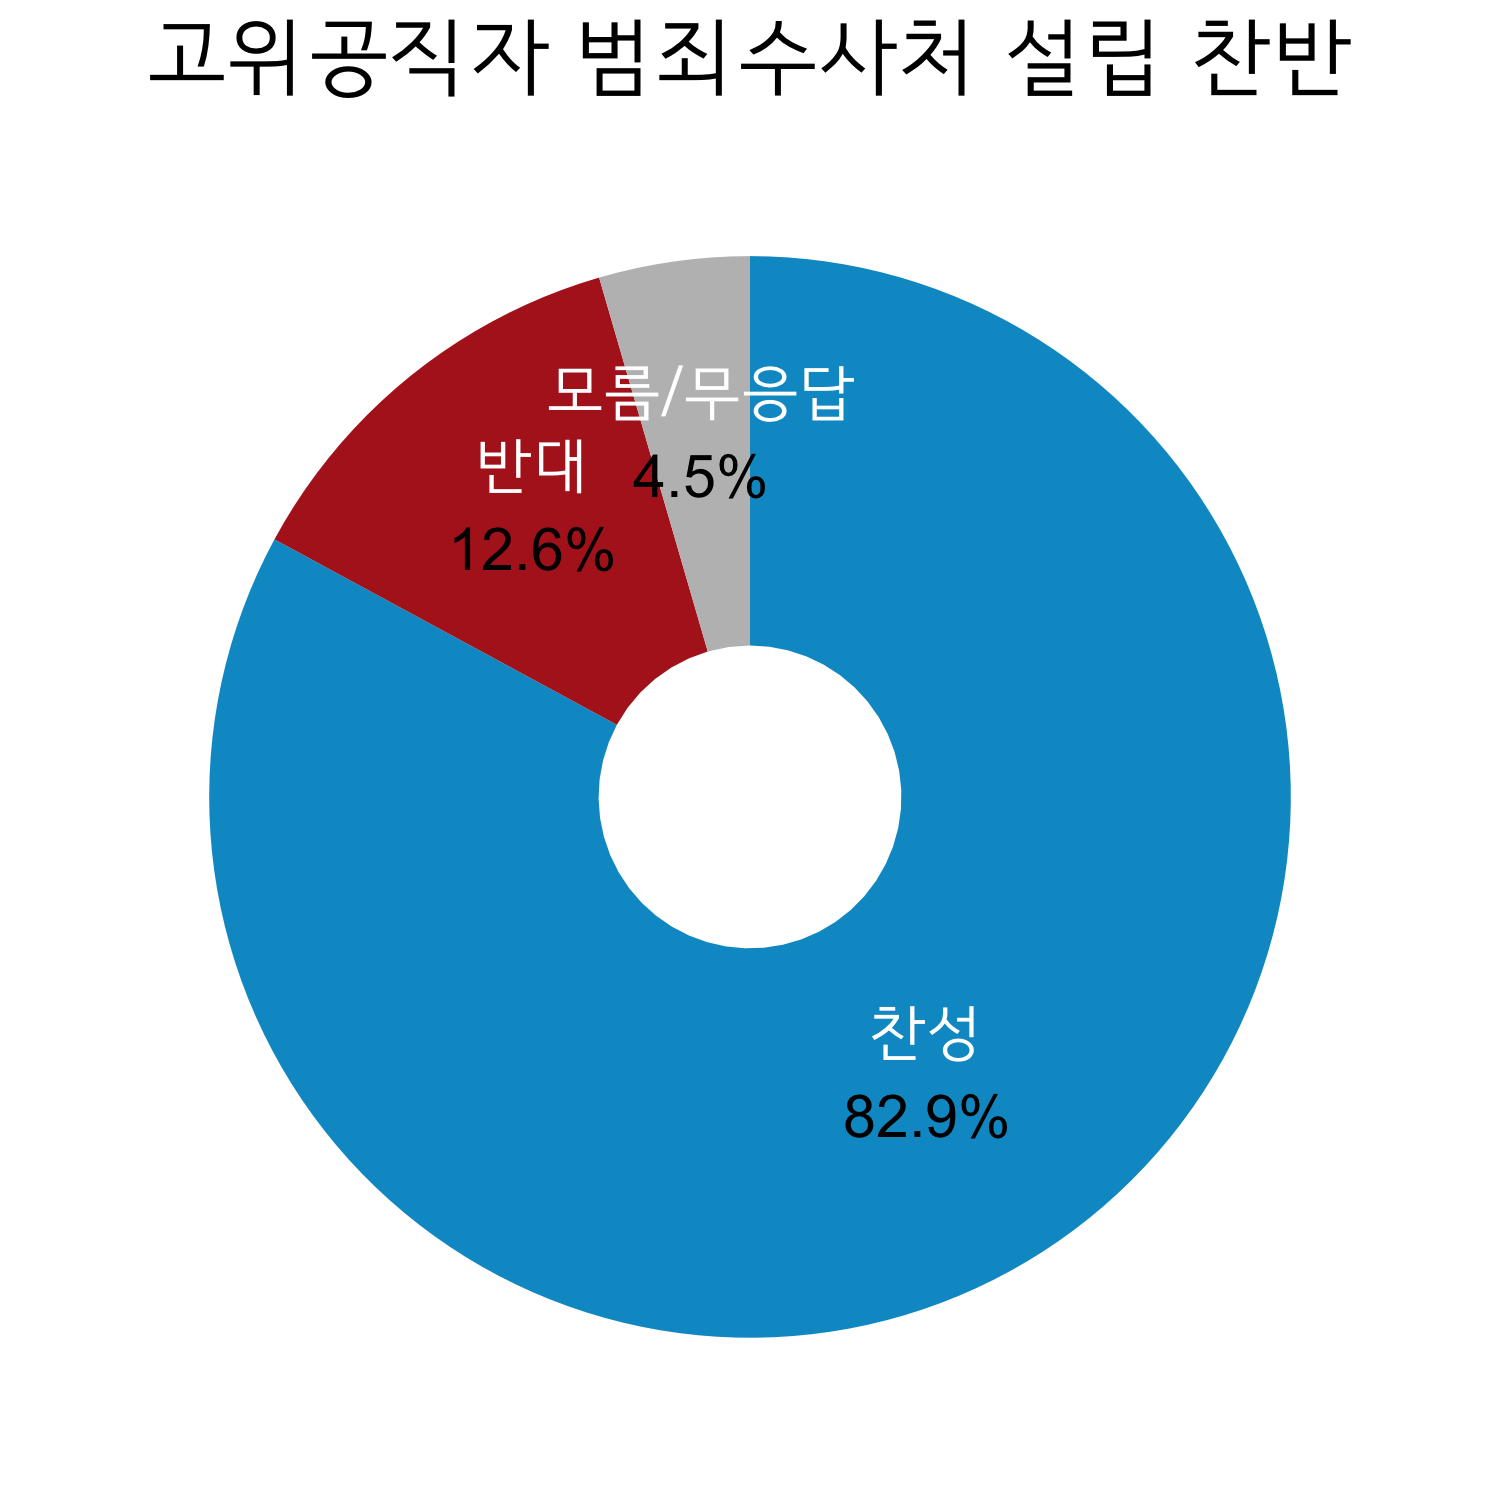 고위공직자 범죄수사처 설립 찬반
모름/무응답
4.5%
반대
12.6%
찬성
82.9%